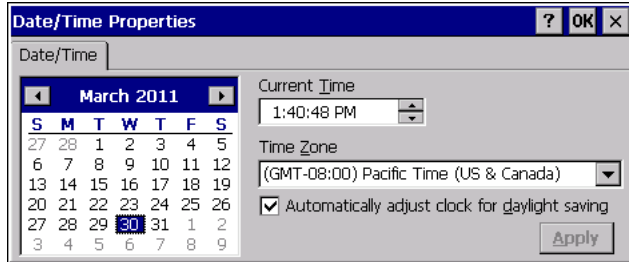 Date/Time Properties ? OK ×
Date/Time
March 2011
S M T W T F S
27 28 1 2 3 4 5
6 7 8 9 10 11 12
13 14 15 16 17 18 19
20 21 22 23 24 25 26
27 28 29 30 31 1 2
3 4 5 6 7 8 9
Current Time
1:40:48 PM
Time Zone
(GMT-08:00) Pacific Time (US & Canada)
Automatically adjust clock for daylight saving
Apply